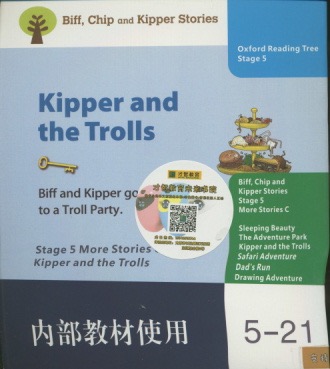 Biff, Chip and Kipper Stories
Oxford Reading Tree
Stage 5
Kipper and
the Trolls
Biff and Kipper go
to a Troll Party.
Stage 5 More Stories
Kipper and the Trolls
Biff, Chip and
Kipper Stories
Stage 5
More Stories C
Sleeping Beauty
The Adventure Park
Kipper and the Trolls
Safari Adventure
Dad's Run
Drawing Adventure
内部教材使用
5-21